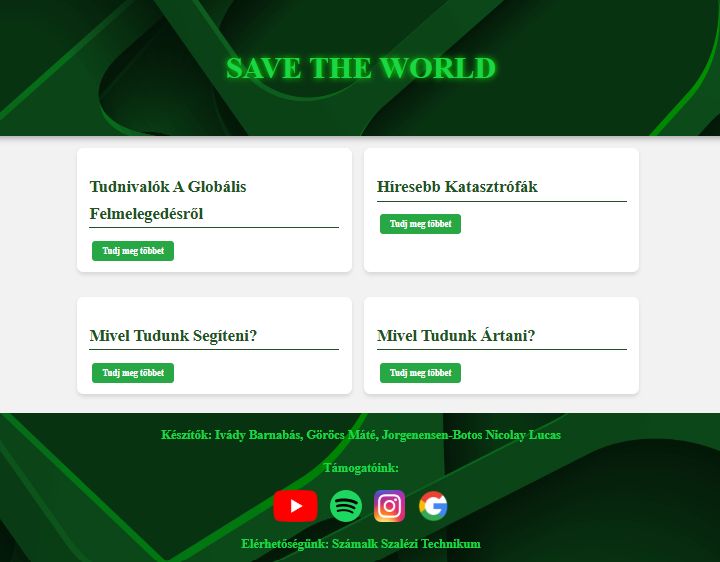 SAVE THE WORLD
Tudnivalók A Globális
Felmelegedésről
Tudj meg többet
Híresebb Katasztrófák
Tudj meg többet
Mivel Tudunk Segíteni?
Tudj meg többet
Mivel Tudunk Ártani?
Tudj meg többet
Készítők: Ivády Barnabás, Göröcs Máté, Jorgenensen-Botos Nicolay Lucas
Támogatóink:
Elérhetőségünk: Számalk Szalézi Technikum